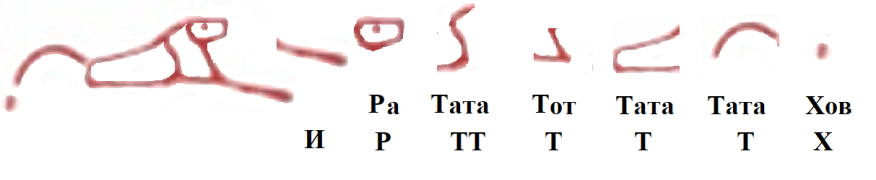 Ра Тата Тот Тата Тата Хов
И Р ТТ Т Т Т Х